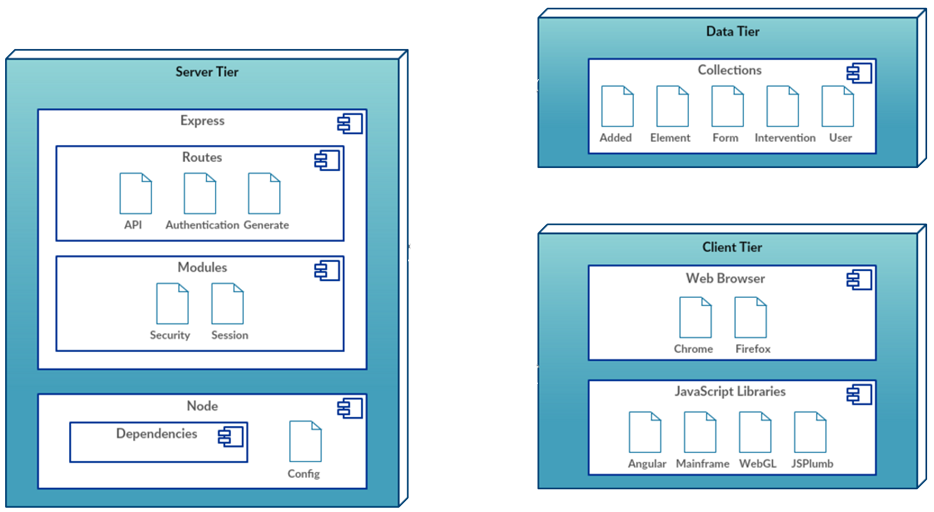 Server Tier
Express
Routes
API Authentication Generate
Modules
Security Session
Node
Dependencies
Config
Data Tier
Collections
Added Element Form Intervention User
Client Tier
Web Browser
Chrome Firefox
JavaScript Libraries
Angular Mainframe WebGL JSPlumb